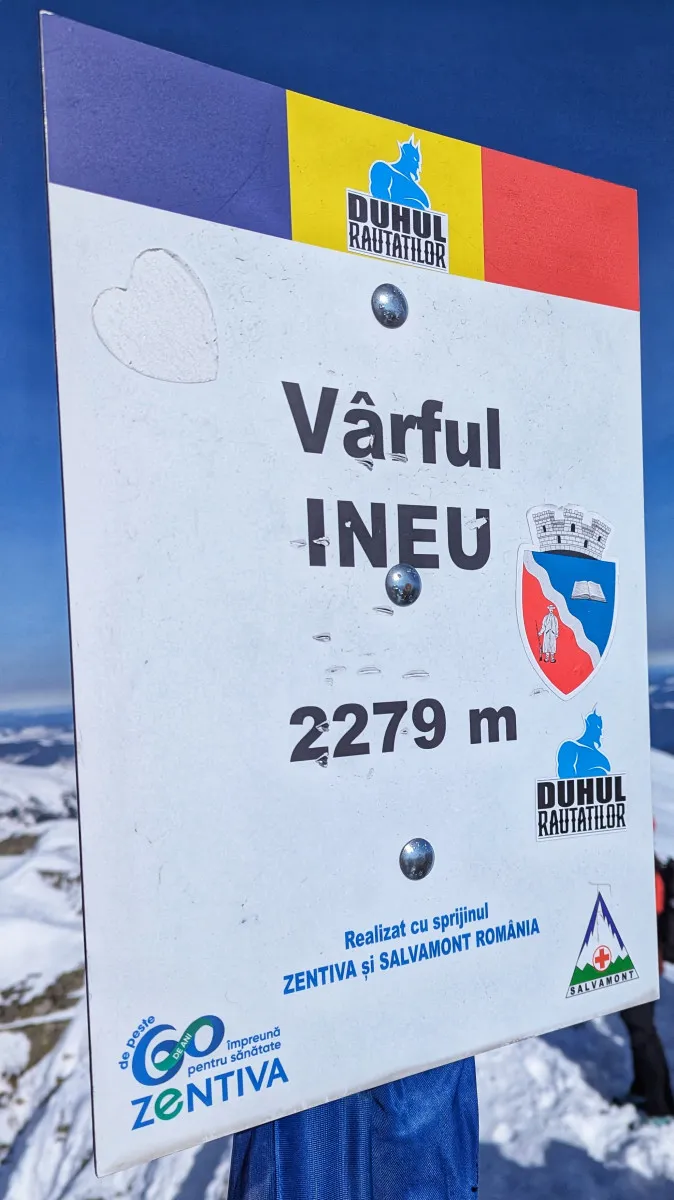 DUHUL
RAUTATILOR
Vârful
INEU
2279 m
DUHUL
RAUTATILOR
Realizat cu sprijinul
ZENTIVA și SALVAMONT ROMÂNIA
SALVAMONT
de peste
60
DE ANI
împreună
pentru sănătate
ZENTIVA